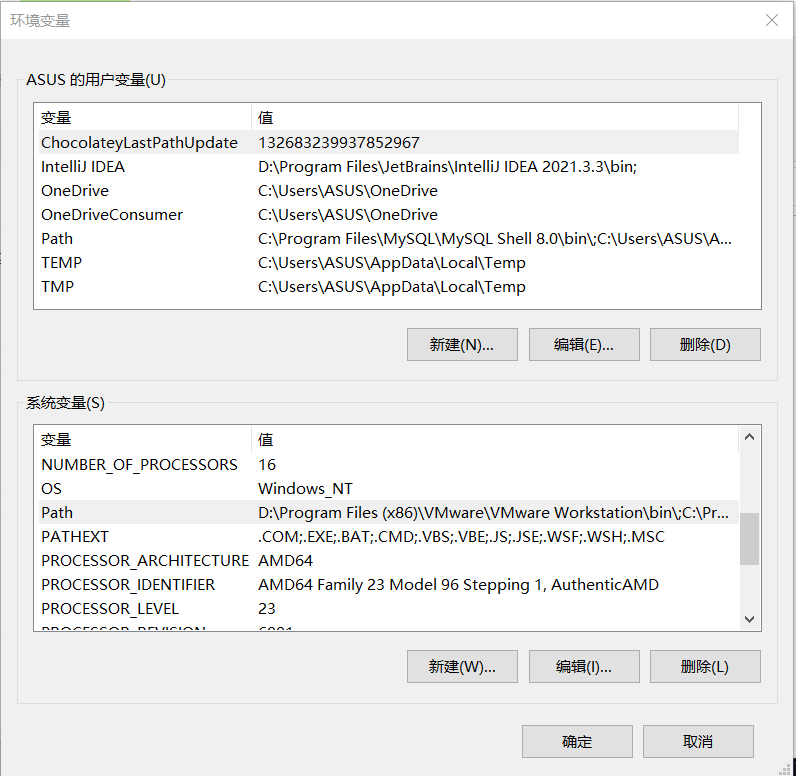 环境变量
ASUS 的用户变量(U)
变量 值
ChocolateyLastPathUpdate 132683239937852967
IntelliJ IDEA D:\Program Files\JetBrains\IntelliJ IDEA 2021.3.3\bin;
OneDrive C:\Users\ASUS\OneDrive
OneDriveConsumer C:\Users\ASUS\OneDrive
Path C:\Program Files\MySQL\MySQL Shell 8.0\bin\;C:\Users\ASUS\A...
TEMP C:\Users\ASUS\AppData\Local\Temp
TMP C:\Users\ASUS\AppData\Local\Temp
新建(N)... 编辑(E)... 删除(D)
系统变量(S)
变量 值
NUMBER_OF_PROCESSORS 16
OS Windows_NT
Path D:\Program Files (x86)\VMware\VMware Workstation\bin\;C:\Pr...
PATHEXT .COM;.EXE;.BAT;.CMD;.VBS;.VBE;.JS;.JSE;.WSF;.WSH;.MSC
PROCESSOR_ARCHITECTURE AMD64
PROCESSOR_IDENTIFIER AMD64 Family 23 Model 96 Stepping 1, AuthenticAMD
PROCESSOR_LEVEL 23
PROCESSOR_REVISION 6001
新建(W)... 编辑(I)... 删除(L)
确定 取消